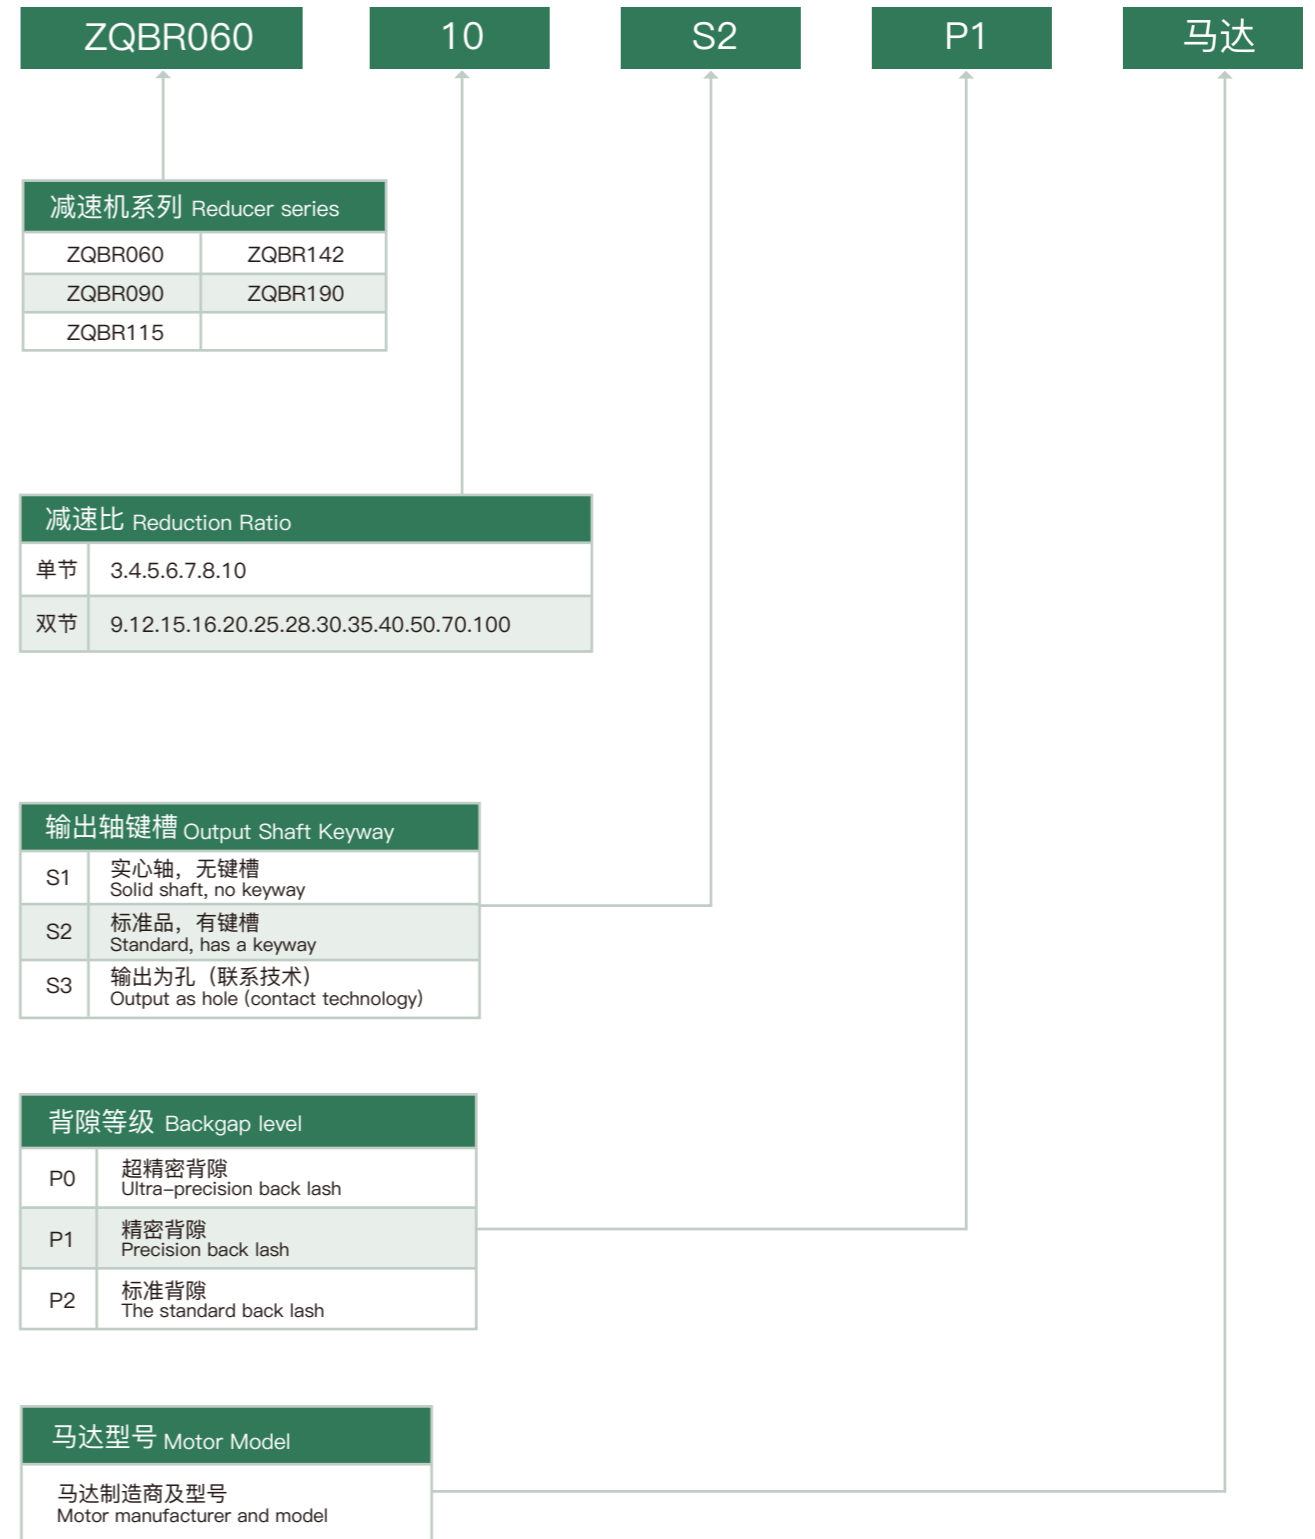 ZQBR060 10 S2 P1 马达
减速机系列 Reducer series
ZQBR060 ZQBR142
ZQBR090 ZQBR190
ZQBR115
减速比 Reduction Ratio
单节 3.4.5.6.7.8.10
双节 9.12.15.16.20.25.28.30.35.40.50.70.100
输出轴键槽 Output Shaft Keyway
S1 实心轴，无键槽
Solid shaft, no keyway
S2 标准品，有键槽
Standard, has a keyway
S3 输出为孔（联系技术）
Output as hole (contact technology)
背隙等级 Backgap level
P0 超精密背隙
Ultra-precision back lash
P1 精密背隙
Precision back lash
P2 标准背隙
The standard back lash
马达型号 Motor Model
马达制造商及型号
Motor manufacturer and model